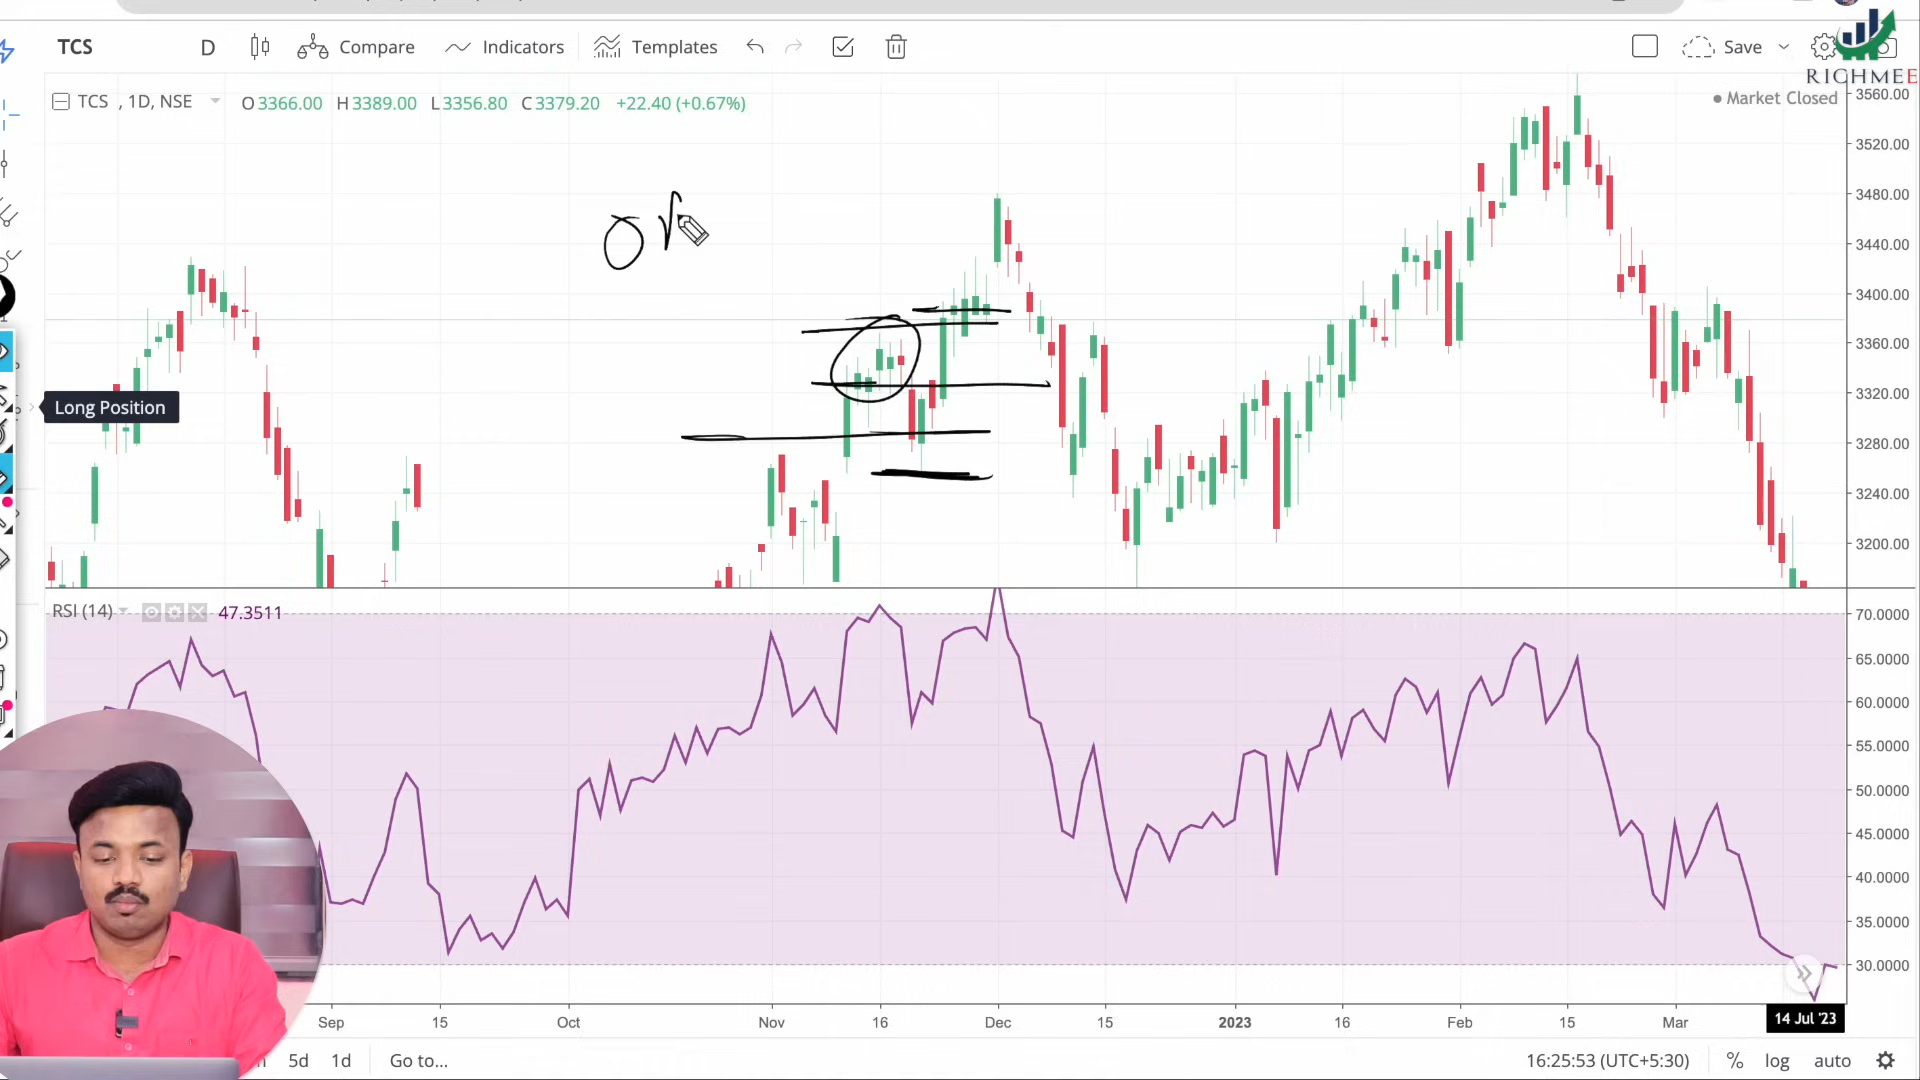 TCS D Compare Indicators Templates Save
RICHMEE
TCS , 1D, NSE O3366.00 H3389.00 L3356.80 C3379.20 +22.40 (+0.67%)
Market Closed
3560.00
3520.00
3480.00
3440.00
3400.00
3360.00
3320.00
3280.00
3240.00
3200.00
Long Position
RSI (14) 47.3511
70.0000
65.0000
60.0000
55.0000
50.0000
45.0000
40.0000
35.0000
30.0000
Sep 15 Oct Nov 16 Dec 15 2023 16 Feb 15 Mar 14 Jul '23
5d 1d Go to... 16:25:53 (UTC+5:30) % log auto